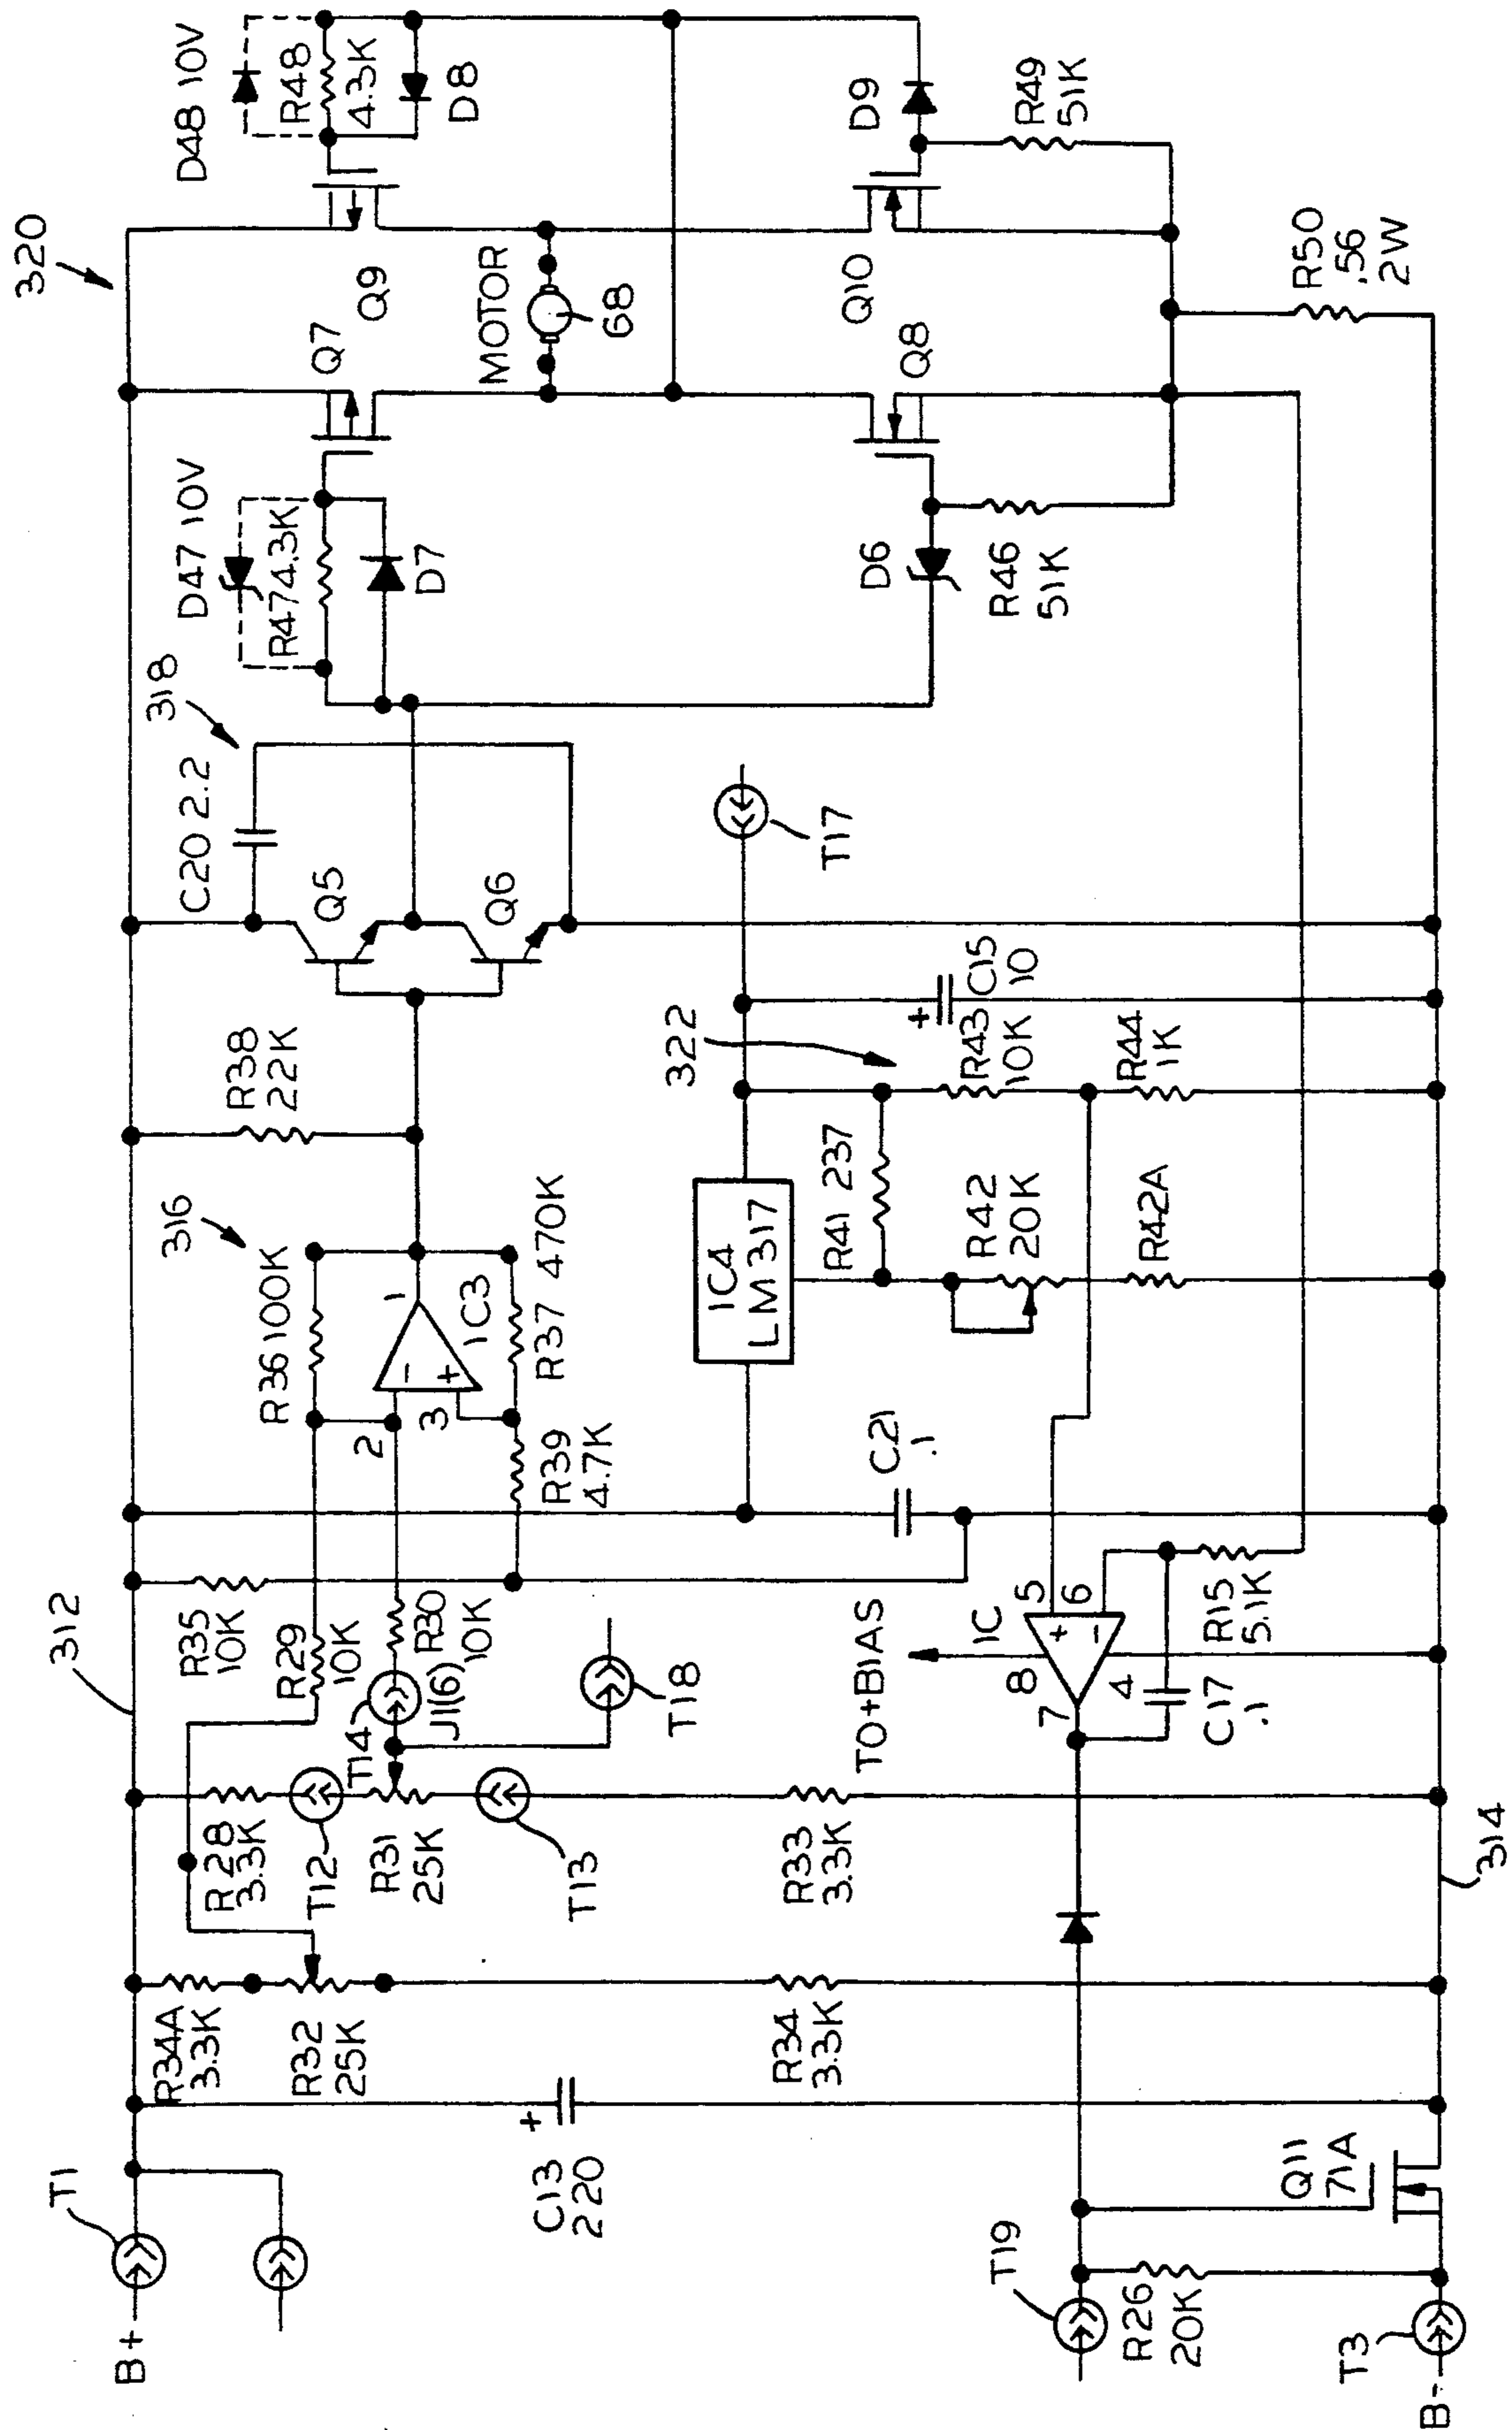 B+
T1
C13
220
R34A
3.3K
R32
25K
R34
3.3K
312
R28
3.3K
T12
R31
25K
T13
R33
3.3K
R35
10K
R29
10K
T14
J1(6)
R30
10K
T18
316
R36 100K
2
3
-
+
1
IC3
R37 470K
R39
4.7K
R38
22K
C20 2.2
318
Q5
Q6
D47 10V
R47 4.3K
D7
Q7
Q9
320
D48 10V
R48
4.3K
D8
MOTOR
68
D6
R46
51K
Q8
Q10
D9
R49
51K
R50
.56
2W
IC4
LM317
T17
322
R41 237
R42
20K
R42A
R43
10K
R44
1K
+
C15
10
C21
.1
TO+BIAS
IC
8
5
6
+
-
7
4
C17
.1
R15
5.1K
T19
R26
20K
Q11
71A
T3
B-
314
+